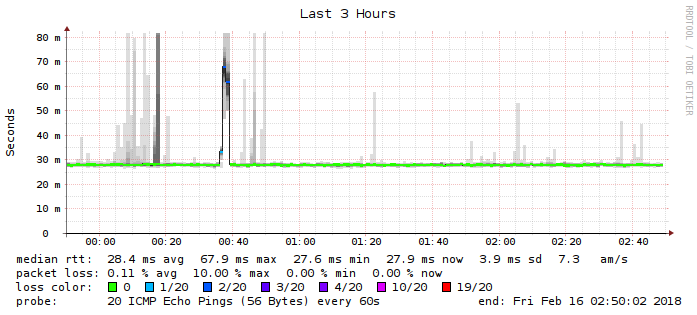 Last 3 Hours
RRDTOOL / TOBI OETIKER
Seconds
80 m
70 m
60 m
50 m
40 m
30 m
20 m
10 m
0
00:00 00:20 00:40 01:00 01:20 01:40 02:00 02:20 02:40
median rtt: 28.4 ms avg 67.9 ms max 27.6 ms min 27.9 ms now 3.9 ms sd 7.3 am/s
packet loss: 0.11 % avg 10.00 % max 0.00 % min 0.00 % now
loss color: 0 1/20 2/20 3/20 4/20 10/20 19/20
probe: 20 ICMP Echo Pings (56 Bytes) every 60s end: Fri Feb 16 02:50:02 2018